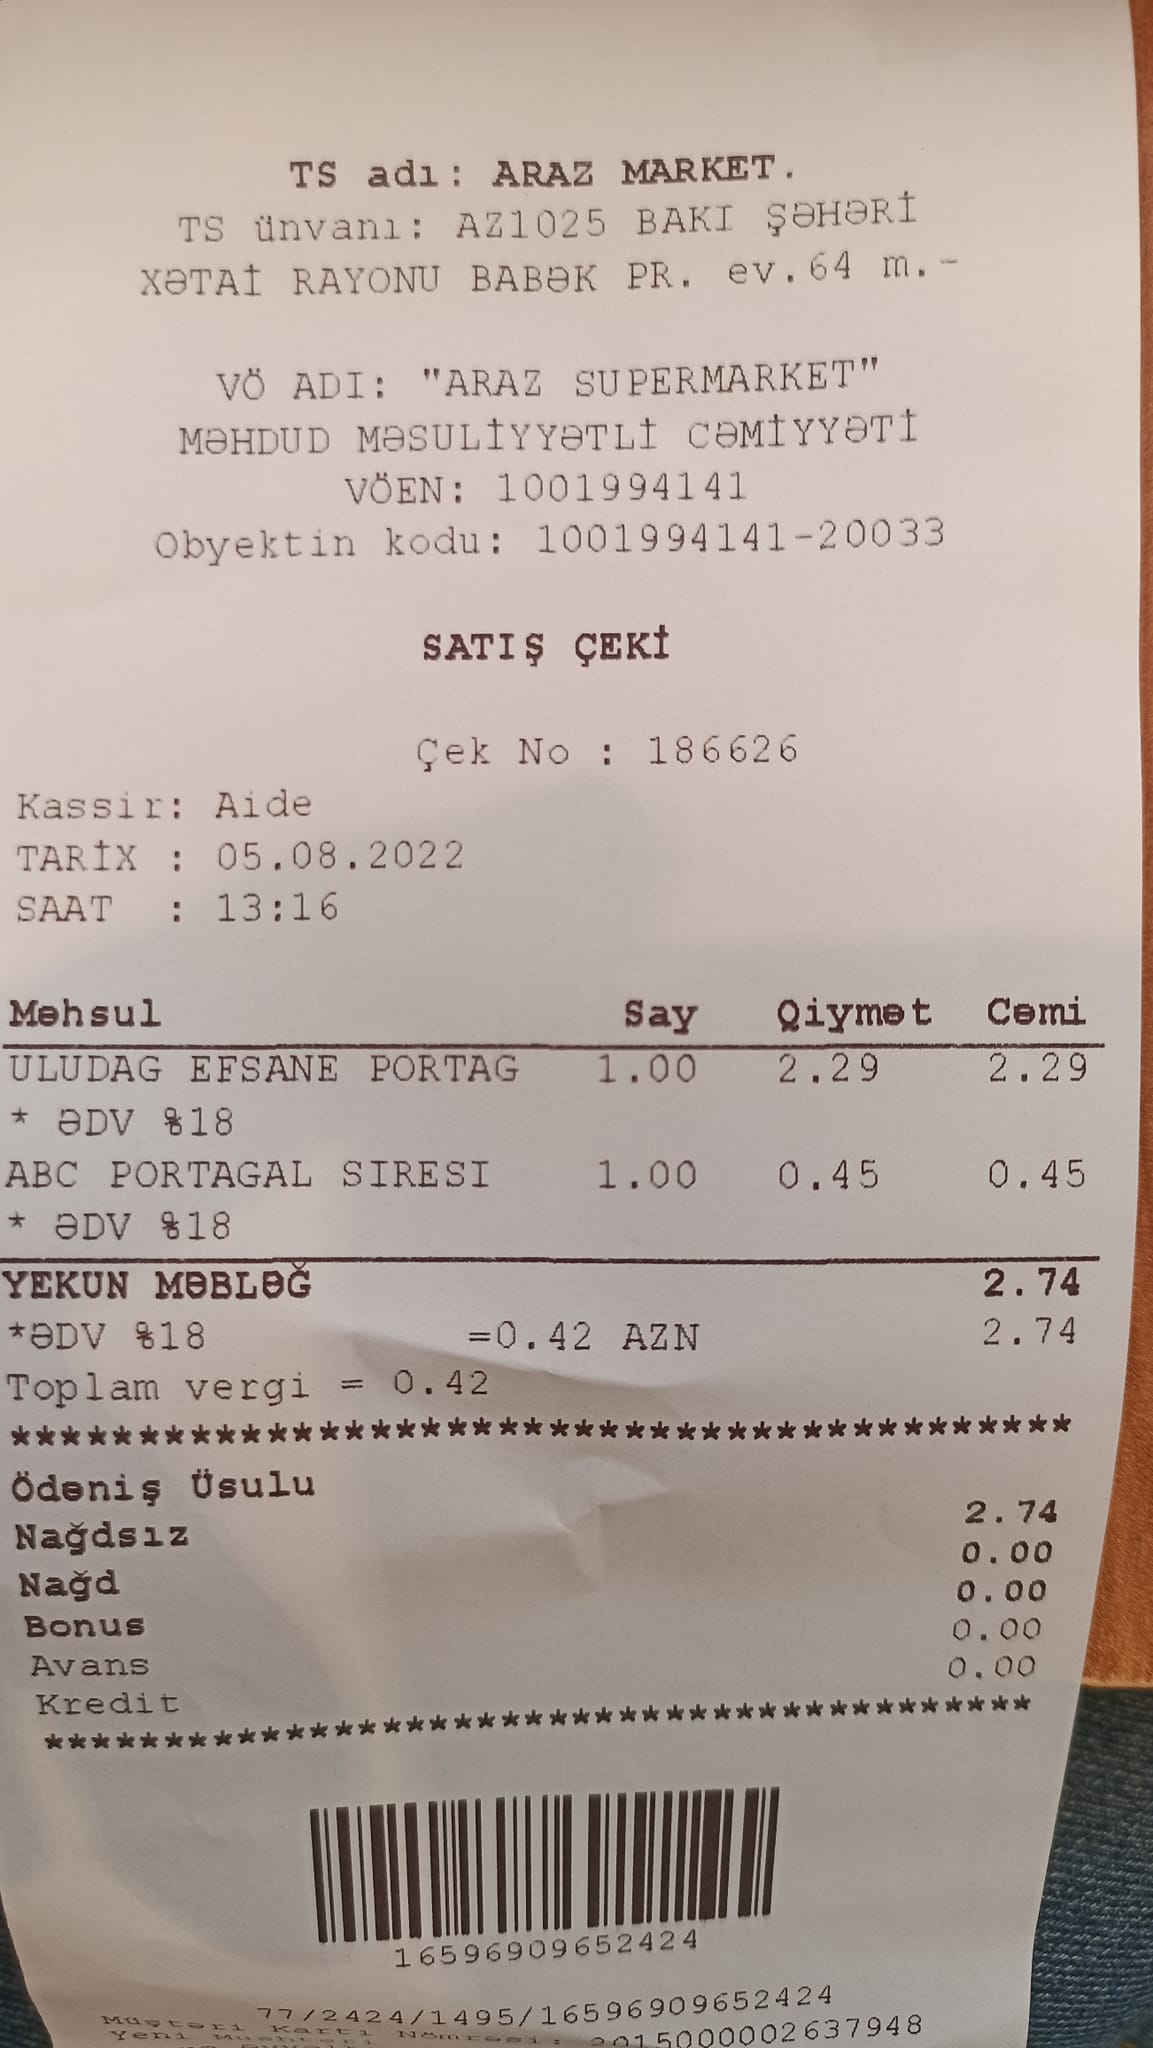 TS adı: ARAZ MARKET.
TS ünvanı: AZ1025 BAKI ŞƏHƏRİ
XƏTAİ RAYONU BABƏK PR. ev.64 m.-
VÖ ADI: "ARAZ SUPERMARKET"
MƏHDUD MƏSULİYYƏTLİ CƏMİYYƏTİ
VÖEN: 1001994141
Obyektin kodu: 1001994141-20033
SATIŞ ÇEKİ
Çek No : 186626
Kassir: Aide
TARİX : 05.08.2022
SAAT : 13:16
Məhsul Say Qiymət Cəmi
ULUDAG EFSANE PORTAG 1.00 2.29 2.29
* ƏDV %18
ABC PORTAGAL SIRESI 1.00 0.45 0.45
* ƏDV %18
YEKUN MƏBLƏĞ 2.74
*ƏDV %18 =0.42 AZN 2.74
Toplam vergi = 0.42
******************************************
Ödəniş Üsulu
Nağdsız 2.74
Nağd 0.00
Bonus 0.00
Avans 0.00
Kredit 0.00
******************************************
16596909652424
77/2424/1495/16596909652424
Müştəri Kartı Nömrəsi: 2015000002637948
Yeni